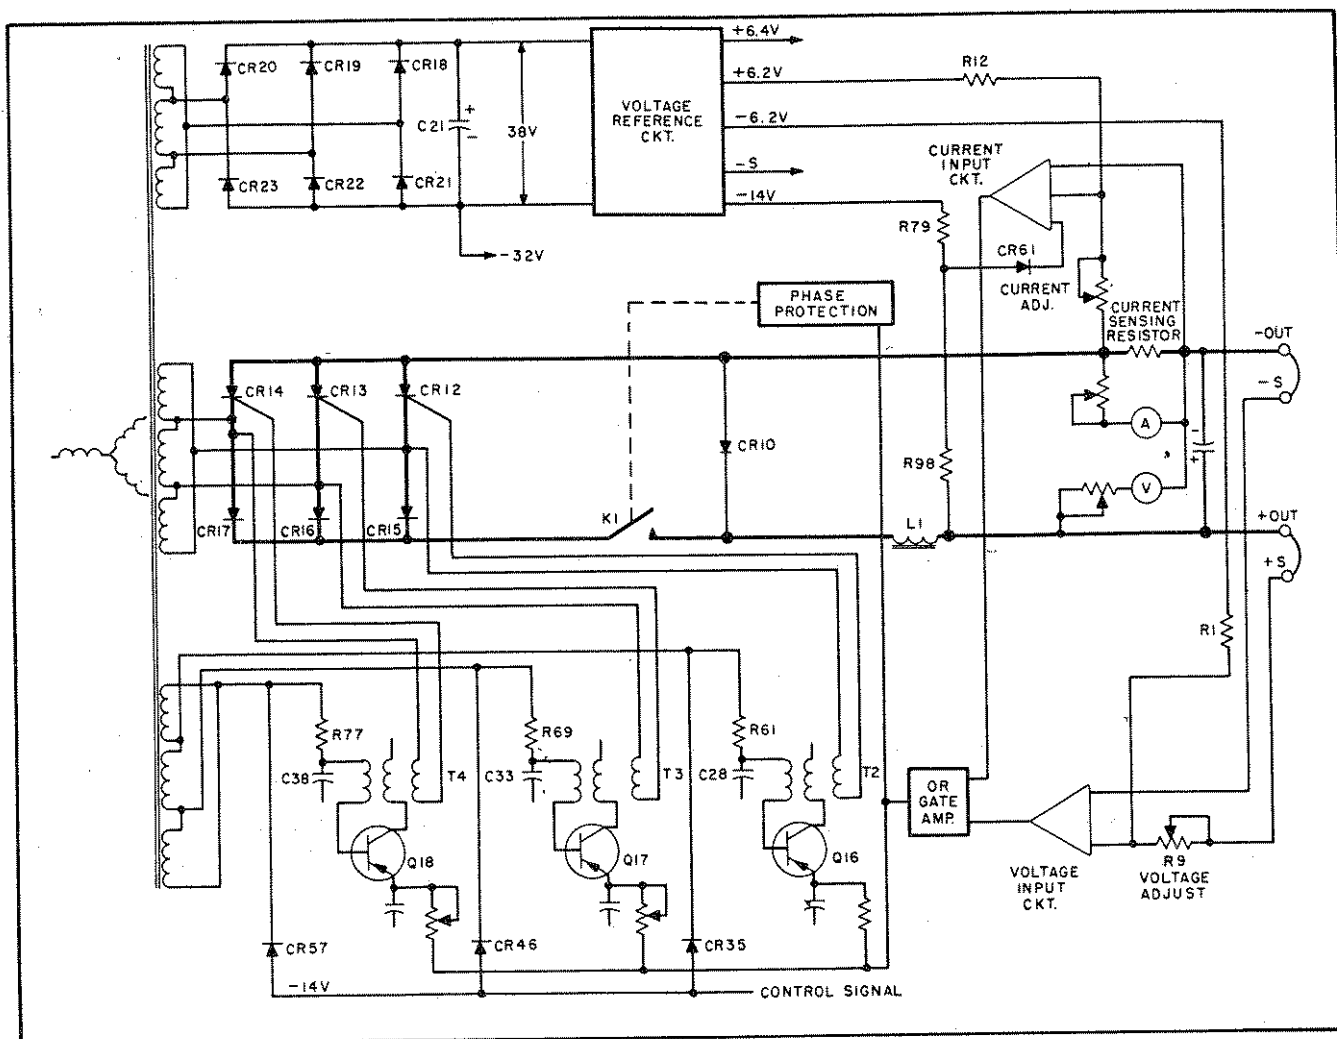 +6.4V
CR20
CR19
CR18
+6.2V
R12
C21
+
-
38V
VOLTAGE
REFERENCE
CKT.
-6.2V
CURRENT
INPUT
CKT.
-S
CR23
CR22
CR21
-14V
R79
-32V
CR61
CURRENT
ADJ.
PHASE
PROTECTION
CURRENT
SENSING
RESISTOR
-OUT
-S
CR14
CR13
CR12
CR10
A
-
+
R98
V
CR17
CR16
CR15
K1
L1
+OUT
+S
R1
R77
R69
R61
C38
T4
C33
T3
C28
T2
OR
GATE
AMP.
Q18
Q17
Q16
R9
VOLTAGE
ADJUST
VOLTAGE
INPUT
CKT.
CR57
CR46
CR35
-14V
CONTROL SIGNAL